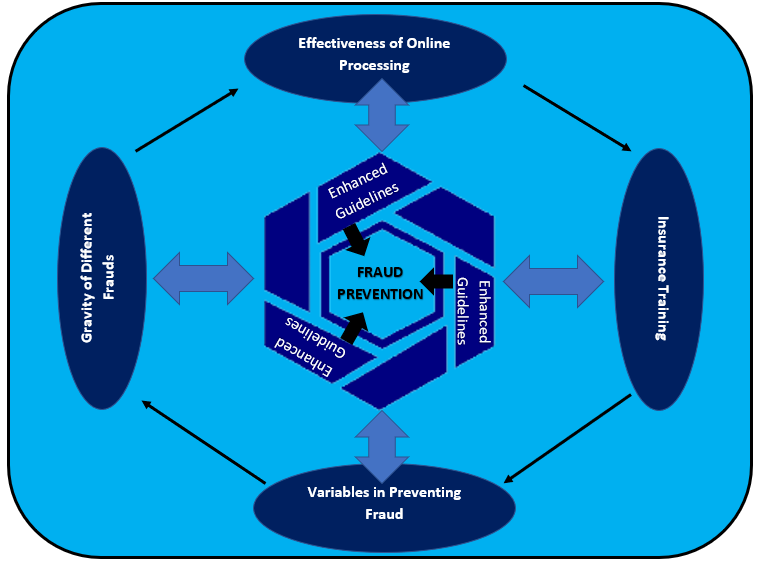 Effectiveness of Online
Processing
Enhanced
Guidelines
Gravity of Different
Frauds
FRAUD
PREVENTION
Enhanced
Guidelines
Insurance Training
Enhanced
Guidelines
Variables in Preventing
Fraud